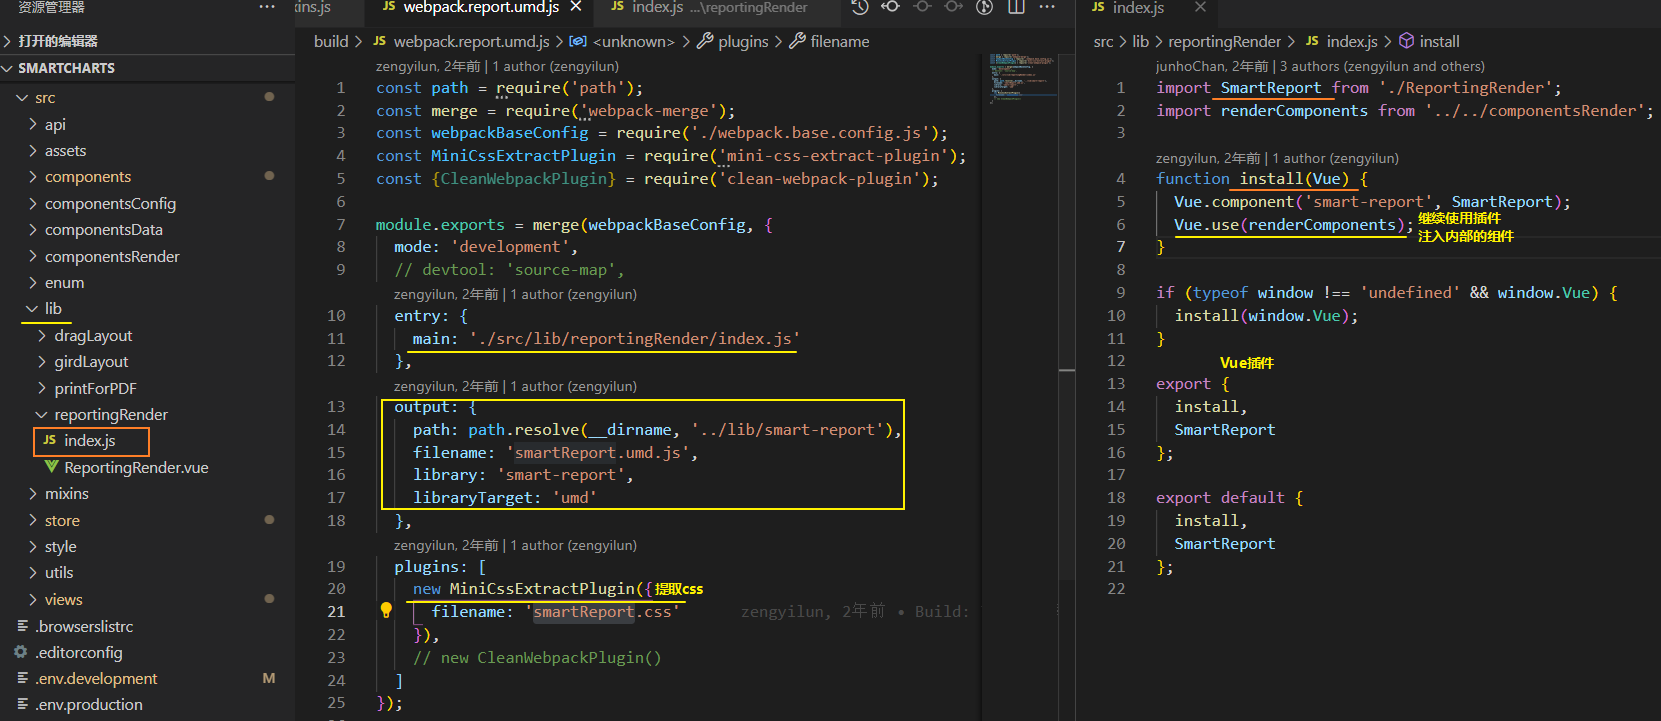 资源管理器
···
打开的编辑器
SMARTCHARTS
src
api
assets
components
componentsConfig
componentsData
componentsRender
enum
lib
dragLayout
girdLayout
printForPDF
reportingRender
JS index.js
ReportingRender.vue
mixins
store
style
utils
views
.browserslistrc
.editorconfig
.env.development M
.env.production
xins.js
JS webpack.report.umd.js ×
JS index.js ...\reportingRender
···
build > JS webpack.report.umd.js > <unknown> > plugins > filename
zengyilun, 2年前 | 1 author (zengyilun)
1 const path = require('path');
2 const merge = require('webpack-merge');
3 const webpackBaseConfig = require('./webpack.base.config.js');
4 const MiniCssExtractPlugin = require('mini-css-extract-plugin');
5 const {CleanWebpackPlugin} = require('clean-webpack-plugin');
6
7 module.exports = merge(webpackBaseConfig, {
8 mode: 'development',
9 // devtool: 'source-map',
zengyilun, 2年前 | 1 author (zengyilun)
10 entry: {
11 main: './src/lib/reportingRender/index.js'
12 },
zengyilun, 2年前 | 1 author (zengyilun)
13 output: {
14 path: path.resolve(__dirname, '../lib/smart-report'),
15 filename: 'smartReport.umd.js',
16 library: 'smart-report',
17 libraryTarget: 'umd'
18 },
zengyilun, 2年前 | 1 author (zengyilun)
19 plugins: [
20 new MiniCssExtractPlugin({ 提取css
21 filename: 'smartReport.css' zengyilun, 2年前 • Build:
22 }),
23 // new CleanWebpackPlugin()
24 ]
25 });
JS index.js ×
src > lib > reportingRender > JS index.js > install
junhoChan, 2年前 | 3 authors (zengyilun and others)
1 import SmartReport from './ReportingRender';
2 import renderComponents from '../../componentsRender';
3
zengyilun, 2年前 | 1 author (zengyilun)
4 function install(Vue) {
5 Vue.component('smart-report', SmartReport);
6 Vue.use(renderComponents); 继续使用插件
注入内部的组件
7 }
8
9 if (typeof window !== 'undefined' && window.Vue) {
10 install(window.Vue);
11 }
12 Vue插件
13 export {
14 install,
15 SmartReport
16 };
17
18 export default {
19 install,
20 SmartReport
21 };
22